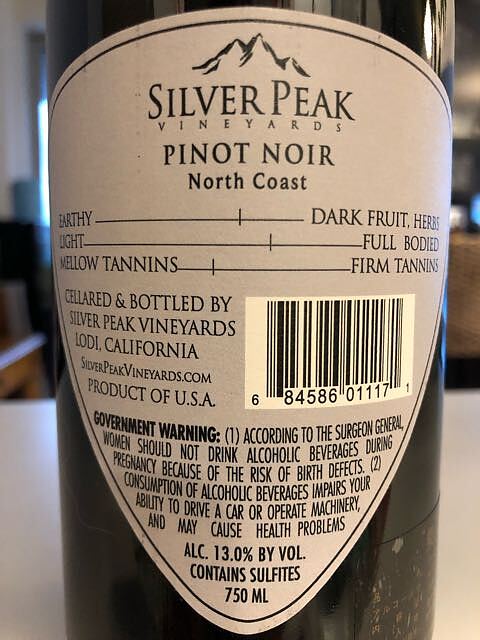 SILVER PEAK
VINEYARDS
PINOT NOIR
North Coast
EARTHY DARK FRUIT, HERBS
LIGHT FULL BODIED
MELLOW TANNINS FIRM TANNINS
CELLARED & BOTTLED BY
SILVER PEAK VINEYARDS
LODI, CALIFORNIA
SILVERPEAKVINEYARDS.COM
PRODUCT OF U.S.A.
6 84586 01117 1
GOVERNMENT WARNING: (1) ACCORDING TO THE SURGEON GENERAL,
WOMEN SHOULD NOT DRINK ALCOHOLIC BEVERAGES DURING
PREGNANCY BECAUSE OF THE RISK OF BIRTH DEFECTS. (2)
CONSUMPTION OF ALCOHOLIC BEVERAGES IMPAIRS YOUR
ABILITY TO DRIVE A CAR OR OPERATE MACHINERY,
AND MAY CAUSE HEALTH PROBLEMS
ALC. 13.0% BY VOL.
CONTAINS SULFITES
750 ML